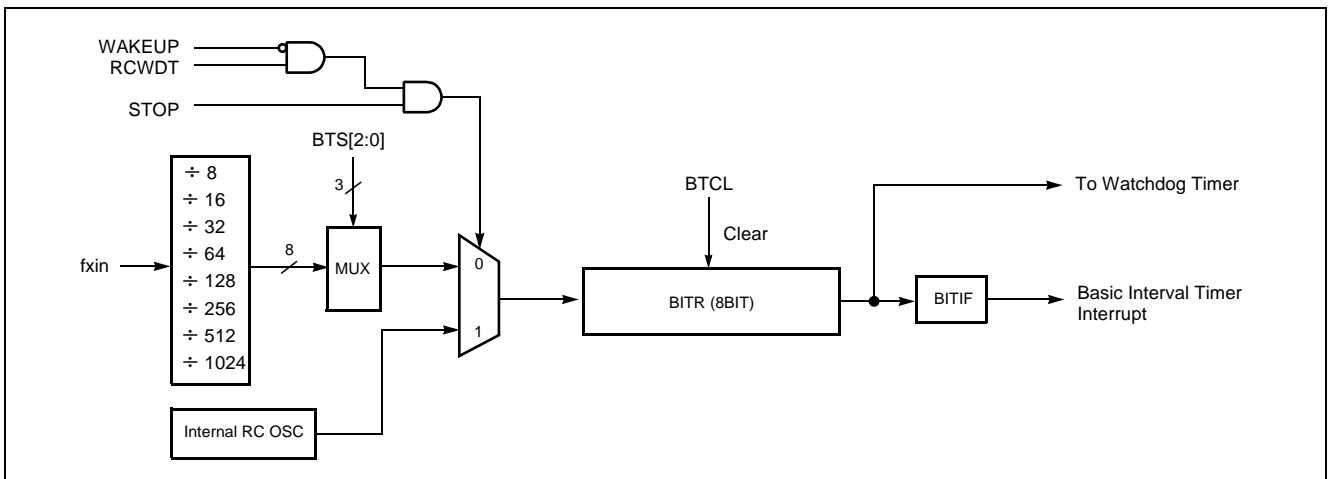 WAKEUP
RCWDT
STOP
BTS[2:0]
3
÷ 8
÷ 16
÷ 32
÷ 64
÷ 128
÷ 256
÷ 512
÷ 1024
fxin
8
MUX
0
1
Internal RC OSC
BTCL
Clear
BITR (8BIT)
To Watchdog Timer
BITIF
Basic Interval Timer
Interrupt